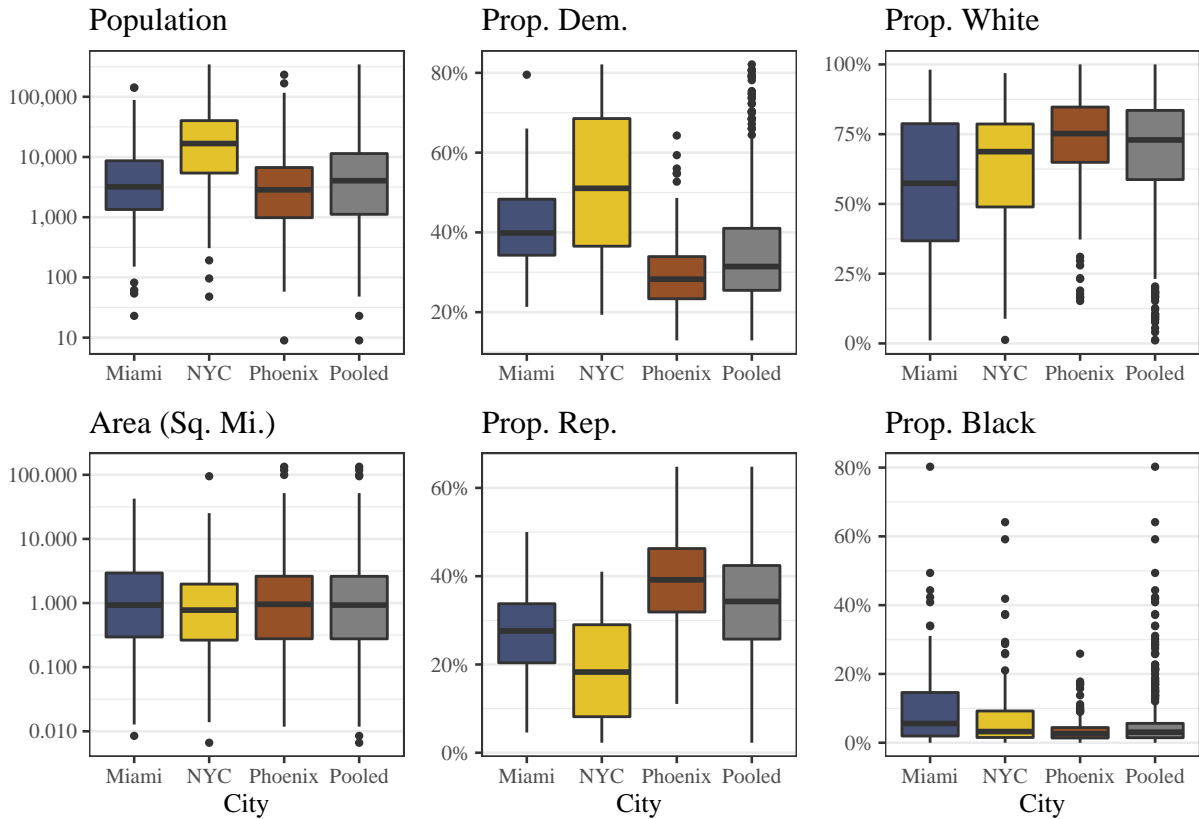 Population
100,000
10,000
1,000
100
10
Miami NYC Phoenix Pooled
Prop. Dem.
80%
60%
40%
20%
Miami NYC Phoenix Pooled
Prop. White
100%
75%
50%
25%
0%
Miami NYC Phoenix Pooled
Area (Sq. Mi.)
100.000
10.000
1.000
0.100
0.010
Miami NYC Phoenix Pooled
City
Prop. Rep.
60%
40%
20%
0%
Miami NYC Phoenix Pooled
City
Prop. Black
80%
60%
40%
20%
0%
Miami NYC Phoenix Pooled
City